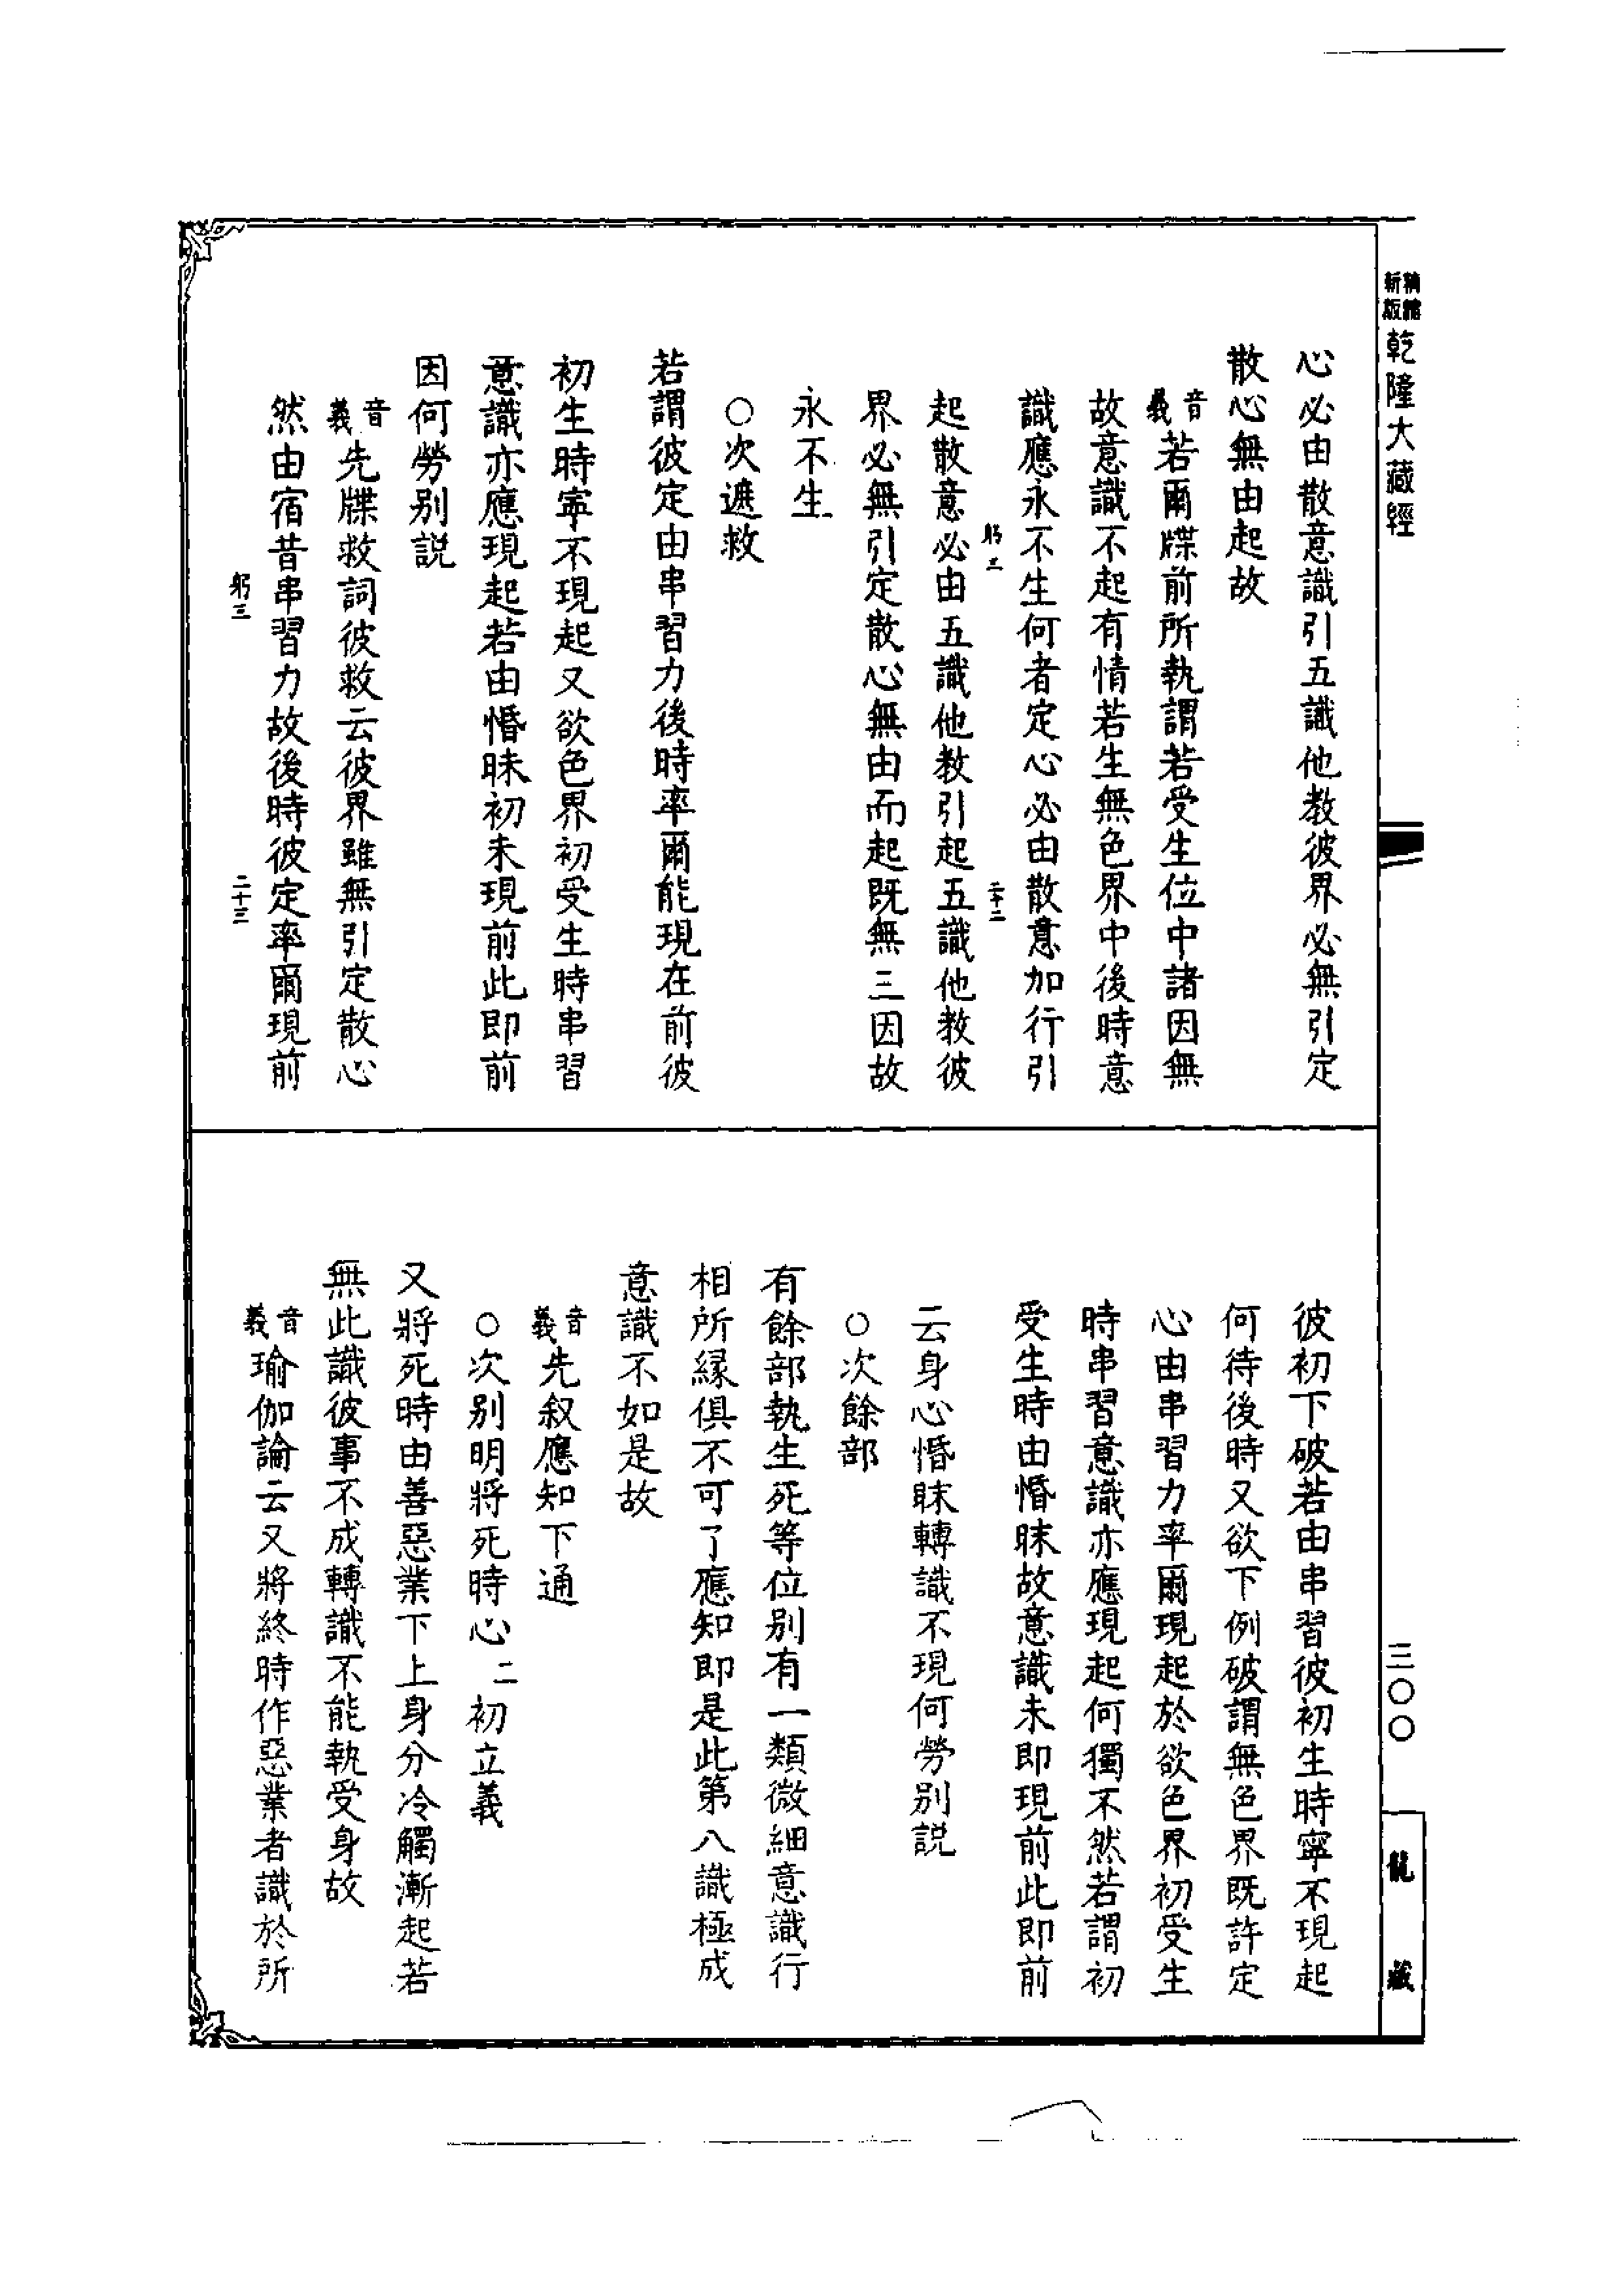 新版精縮乾隆大藏經
心必由散意識引五識他教彼界必無引定
散心無由起故
音義若爾牒前所執謂若受生位中諸因無
故意識不起有情若生無色界中後時意
識應永不生何者定心必由散意加行引
躬三 二十二
起散意必由五識他教引起五識他教彼
界必無引定散心無由而起既無三因故
永不生
○次遮救
若謂彼定由串習力後時率爾能現在前彼
初生時寧不現起又欲色界初受生時串習
意識亦應現起若由惛昧初未現前此即前
因何勞別説
音義先牒救詞彼救云彼界雖無引定散心
然由宿昔串習力故後時彼定率爾現前
躬三 二十三
彼初下破若由串習彼初生時寧不現起
何待後時又欲下例破謂無色界既許定
心由串習力率爾現起於欲色界初受生
時串習意識亦應現起何獨不然若謂初
受生時由惛昧故意識未即現前此即前
云身心惛昧轉識不現何勞別説
○次餘部
有餘部執生死等位別有一類微細意識行
相所縁俱不可了應知即是此第八識極成
意識不如是故
音義先叙應知下通
○次別明將死時心二初立義
又將死時由善惡業下上身分冷觸漸起若
無此識彼事不成轉識不能執受身故
音義瑜伽論云又將終時作惡業者識於所
三○○
龍藏